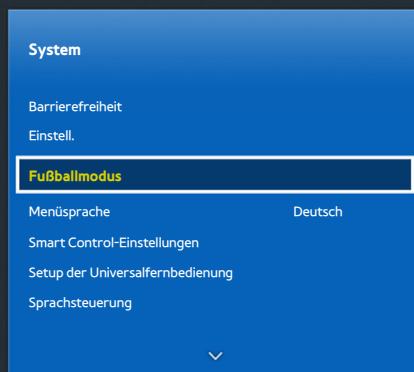 System
Barrierefreiheit
Einstell.
Fußballmodus
Menüsprache Deutsch
Smart Control-Einstellungen
Setup der Universalfernbedienung
Sprachsteuerung